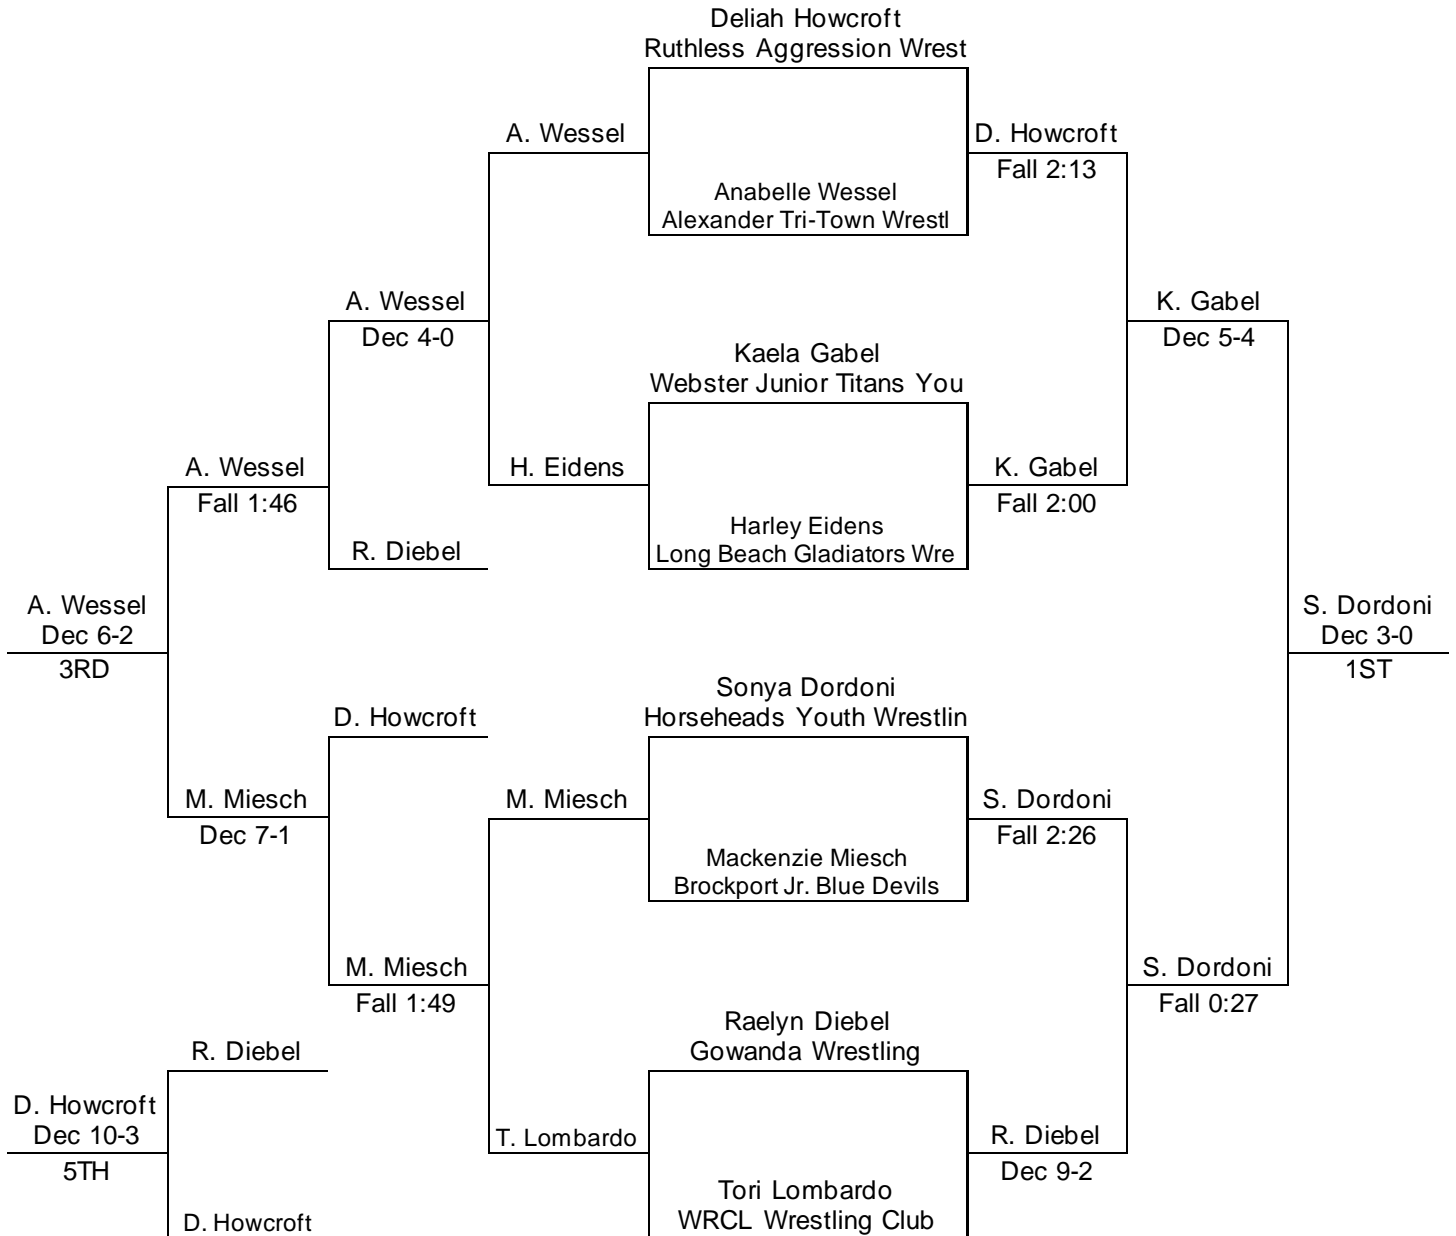 Deliah Howcroft
Ruthless Aggression Wrest
A. Wessel
D. Howcroft
Fall 2:13
Anabelle Wessel
Alexander Tri-Town Wrestl
A. Wessel
Dec 4-0
K. Gabel
Dec 5-4
Kaela Gabel
Webster Junior Titans You
A. Wessel
Fall 1:46
H. Eidens
K. Gabel
Fall 2:00
Harley Eidens
Long Beach Gladiators Wre
R. Diebel
A. Wessel
Dec 6-2
3RD
S. Dordoni
Dec 3-0
1ST
Sonya Dordoni
Horseheads Youth Wrestlin
D. Howcroft
M. Miesch
Dec 7-1
M. Miesch
S. Dordoni
Fall 2:26
Mackenzie Miesch
Brockport Jr. Blue Devils
M. Miesch
Fall 1:49
S. Dordoni
Fall 0:27
Raelyn Diebel
Gowanda Wrestling
R. Diebel
D. Howcroft
Dec 10-3
5TH
T. Lombardo
R. Diebel
Dec 9-2
Tori Lombardo
WRCL Wrestling Club
D. Howcroft